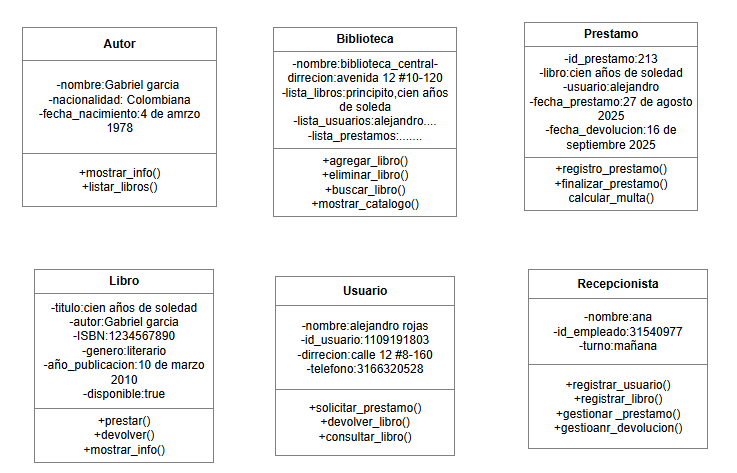 Autor
-nombre:Gabriel garcia
-nacionalidad: Colombiana
-fecha_nacimiento:4 de amrzo
1978
+mostrar_info()
+listar_libros()
Biblioteca
-nombre:biblioteca_central-
dirrecion:avenida 12 #10-120
-lista_libros:principito,cien años
de soleda
-lista_usuarios:alejandro....
-lista_prestamos:.......
+agregar_libro()
+eliminar_libro()
+buscar_libro()
+mostrar_catalogo()
Prestamo
-id_prestamo:213
-libro:cien años de soledad
-usuario:alejandro
-fecha_prestamo:27 de agosto
2025
-fecha_devolucion:16 de
septiembre 2025
+registro_prestamo()
+finalizar_prestamo()
calcular_multa()
Libro
-titulo:cien años de soledad
-autor:Gabriel garcia
-ISBN:1234567890
-genero:literario
-año_publicacion:10 de marzo
2010
-disponible:true
+prestar()
+devolver()
+mostrar_info()
Usuario
-nombre:alejandro rojas
-id_usuario:1109191803
-dirrecion:calle 12 #8-160
-telefono:3166320528
+solicitar_prestamo()
+devolver_libro()
+consultar_libro()
Recepcionista
-nombre:ana
-id_empleado:31540977
-turno:mañana
+registrar_usuario()
+registrar_libro()
+gestionar _prestamo()
+gestioanr_devolucion()